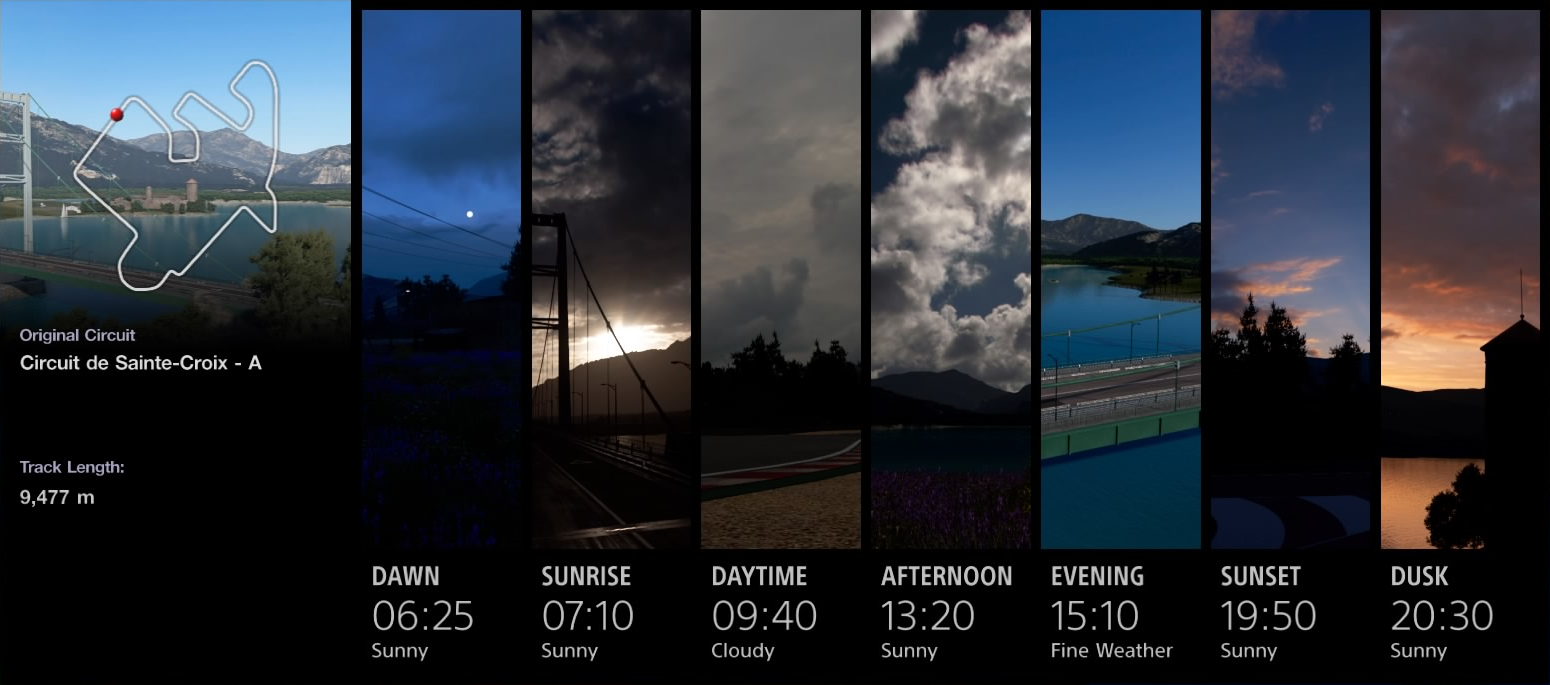 Original Circuit
Circuit de Sainte-Croix - A
Track Length:
9,477 m
DAWN
06:25
Sunny
SUNRISE
07:10
Sunny
DAYTIME
09:40
Cloudy
AFTERNOON
13:20
Sunny
EVENING
15:10
Fine Weather
SUNSET
19:50
Sunny
DUSK
20:30
Sunny